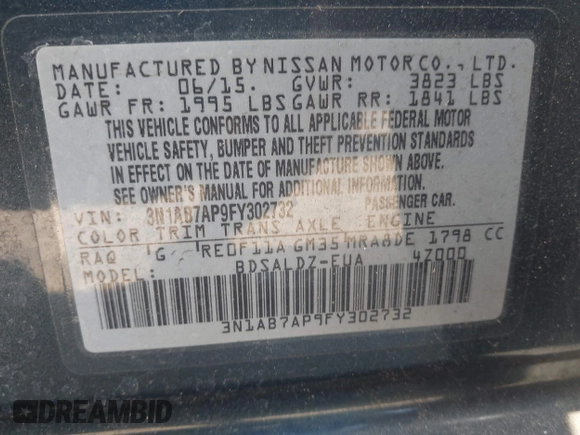 MANUFACTURED BY NISSAN MOTOR CO., LTD.
DATE: 06/15. GVWR: 3823 LBS
GAWR FR: 1995 LBS GAWR RR: 1841 LBS
THIS VEHICLE CONFORMS TO ALL APPLICABLE FEDERAL MOTOR
VEHICLE SAFETY, BUMPER AND THEFT PREVENTION STANDARDS
IN EFFECT ON THE DATE OF MANUFACTURE SHOWN ABOVE.
SEE OWNER'S MANUAL FOR ADDITIONAL INFORMATION.
VIN: 3N1AB7AP9FY302732 PASSENGER CAR.
COLOR TRIM TRANS AXLE ENGINE
RAQ G REOF11A GM35 MRA8DE 1798 CC
MODEL: BDSALDZ-EUA 4Z000
3N1AB7AP9FY302732
DREAMBID